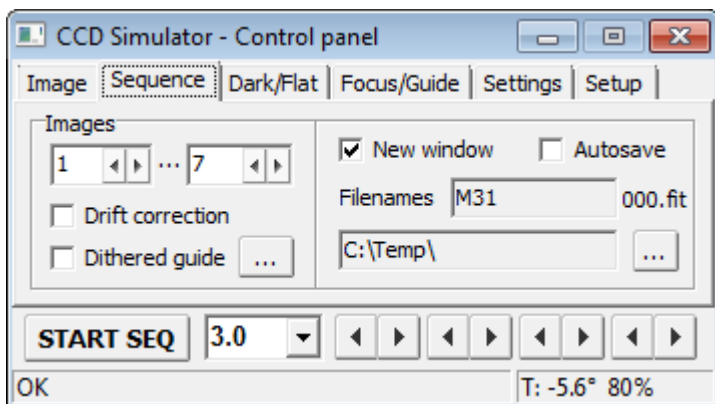 CCD Simulator - Control panel
Image Sequence Dark/Flat Focus/Guide Settings Setup
Images
1 ... 7
Drift correction
Dithered guide ...
New window Autosave
Filenames M31 000.fit
C:\Temp\ ...
START SEQ 3.0
OK T: -5.6° 80%